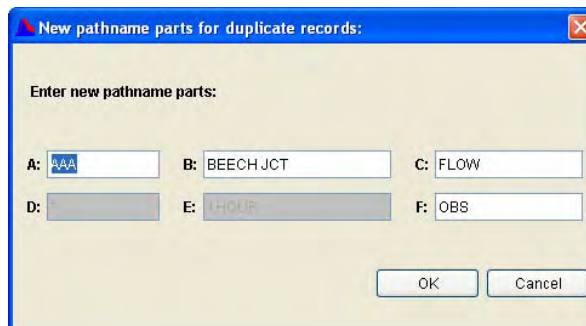 New pathname parts for duplicate records:
Enter new pathname parts:
A: AAA B: BEECH JCT C: FLOW
D: E: 1HOUR F: OBS
OK Cancel